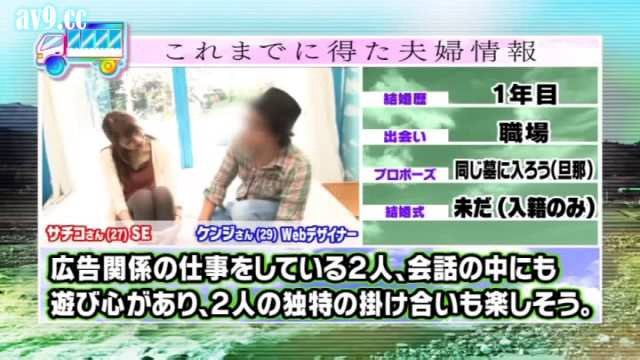 av9.cc
これまでに得た夫婦情報
結婚歴 1年目
出会い 職場
プロポーズ 同じ墓に入ろう(旦那)
結婚式 未だ(入籍のみ)
サチコさん(27) SE
ケンジさん(29) Webデザイナー
広告関係の仕事をしている2人、会話の中にも
遊び心があり、2人の独特の掛け合いも楽しそう。